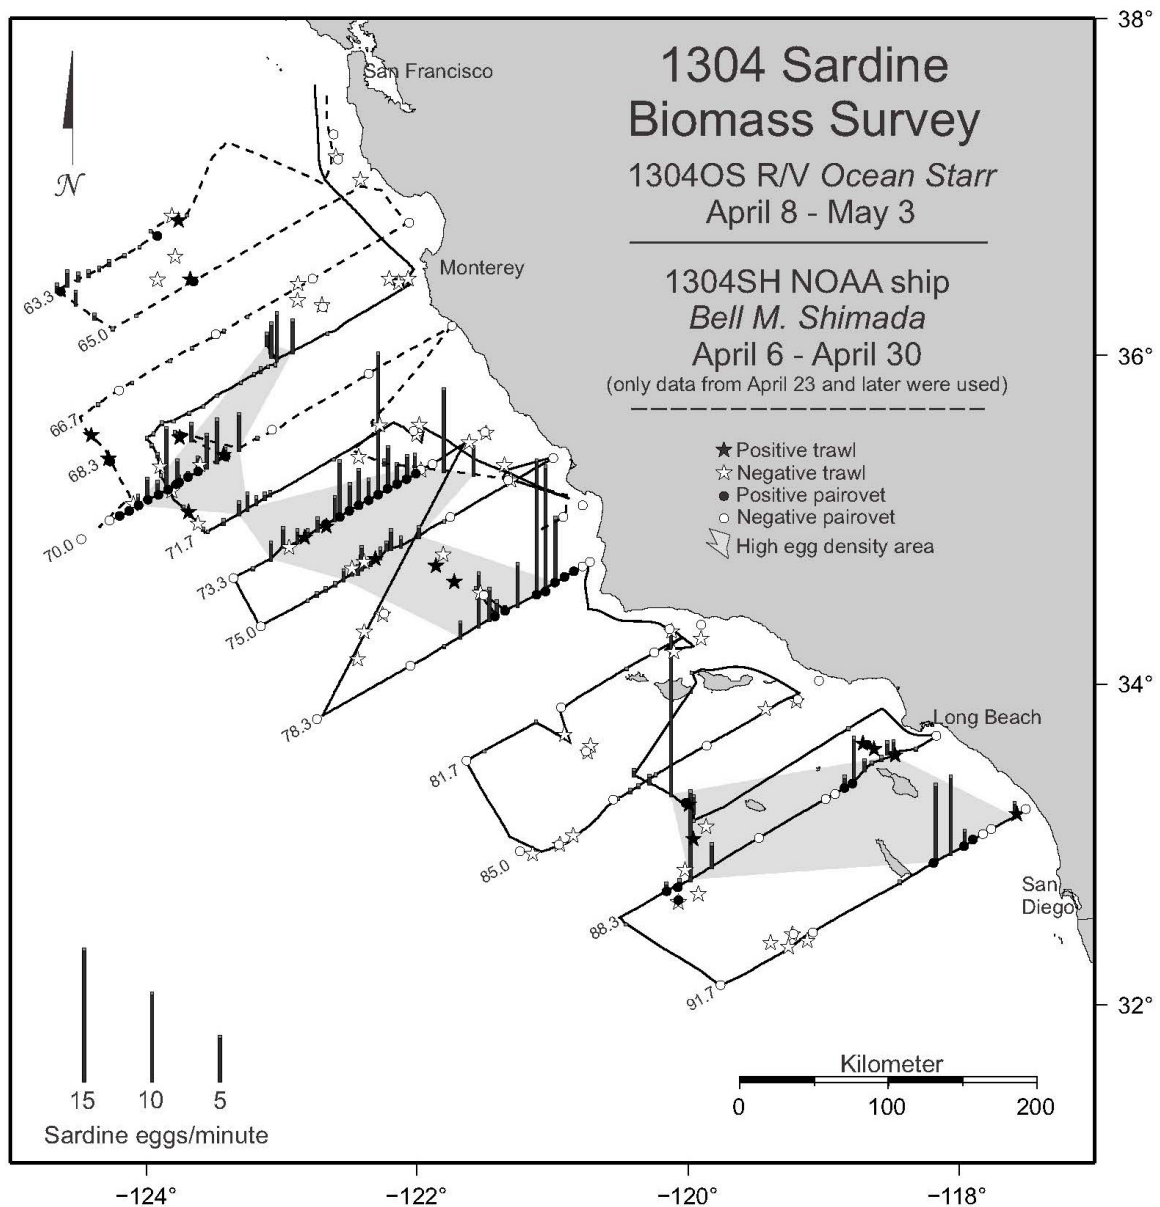 38°
San Francisco
1304 Sardine
Biomass Survey
1304OS R/V Ocean Starr
April 8 - May 3
N
Monterey
1304SH NOAA ship
Bell M. Shimada
April 6 - April 30
(only data from April 23 and later were used)
36°
63.3
65.0
66.7
68.3
70.0
71.7
73.3
75.0
78.3
81.7
85.0
88.3
91.7
Positive trawl
Negative trawl
Positive pairovet
Negative pairovet
High egg density area
34°
Long Beach
San
Diego
32°
15 10 5
Sardine eggs/minute
Kilometer
0 100 200
−124° −122° −120° −118°